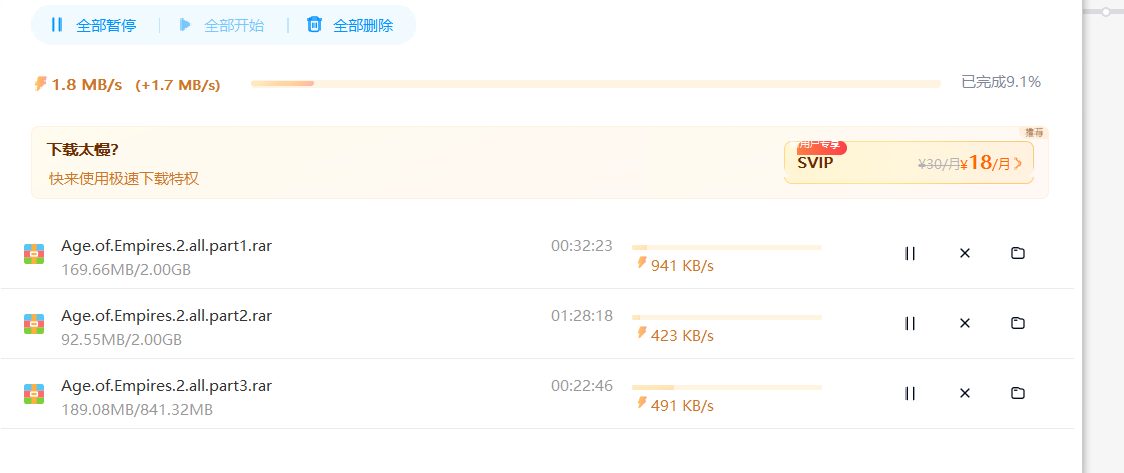 全部暂停 全部开始 全部删除
1.8 MB/s (+1.7 MB/s) 已完成9.1%
推荐
下载太慢?
用户专享
SVIP ¥30/月 ¥18/月
快来使用极速下载特权
Age.of.Empires.2.all.part1.rar 00:32:23
169.66MB/2.00GB 941 KB/s
Age.of.Empires.2.all.part2.rar 01:28:18
92.55MB/2.00GB 423 KB/s
Age.of.Empires.2.all.part3.rar 00:22:46
189.08MB/841.32MB 491 KB/s